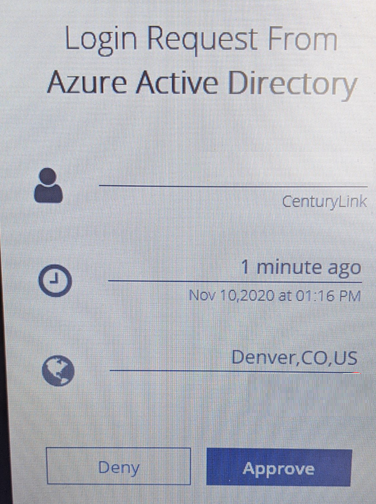 Login Request From
Azure Active Directory
CenturyLink
1 minute ago
Nov 10,2020 at 01:16 PM
Denver,CO,US
Deny
Approve